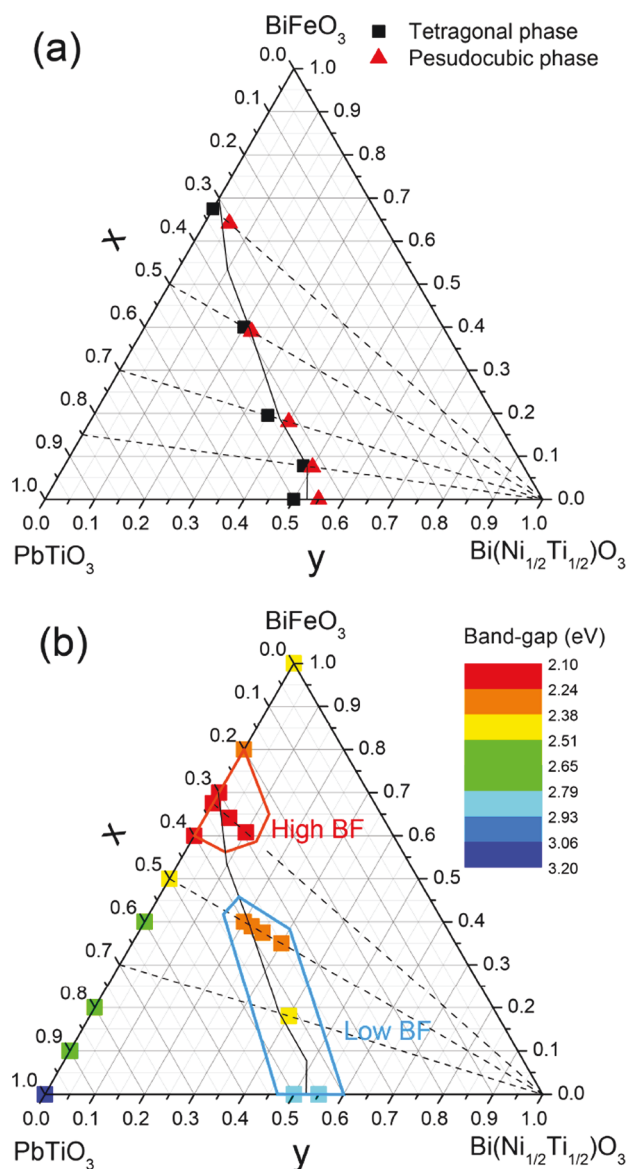 (a)
BiFeO3
Tetragonal phase
Pesudocubic phase
0.0
1.0
0.1
0.9
0.2
0.8
0.3
0.7
0.4
0.6
X
0.5
0.5
0.6
0.4
0.7
0.3
0.8
0.2
0.9
0.1
1.0
0.0
0.0 0.1 0.2 0.3 0.4 0.5 0.6 0.7 0.8 0.9 1.0
PbTiO3
y
Bi(Ni1/2Ti1/2)O3
(b)
BiFeO3
Band-gap (eV)
0.0
1.0
2.10
0.1
0.9
2.24
2.38
0.2
0.8
2.51
0.3
0.7
2.65
High BF
2.79
0.4
0.6
2.93
X
0.5
0.5
3.06
3.20
0.6
0.4
0.7
0.3
0.8
0.2
Low BF
0.9
0.1
1.0
0.0
0.0 0.1 0.2 0.3 0.4 0.5 0.6 0.7 0.8 0.9 1.0
PbTiO3
y
Bi(Ni1/2Ti1/2)O3